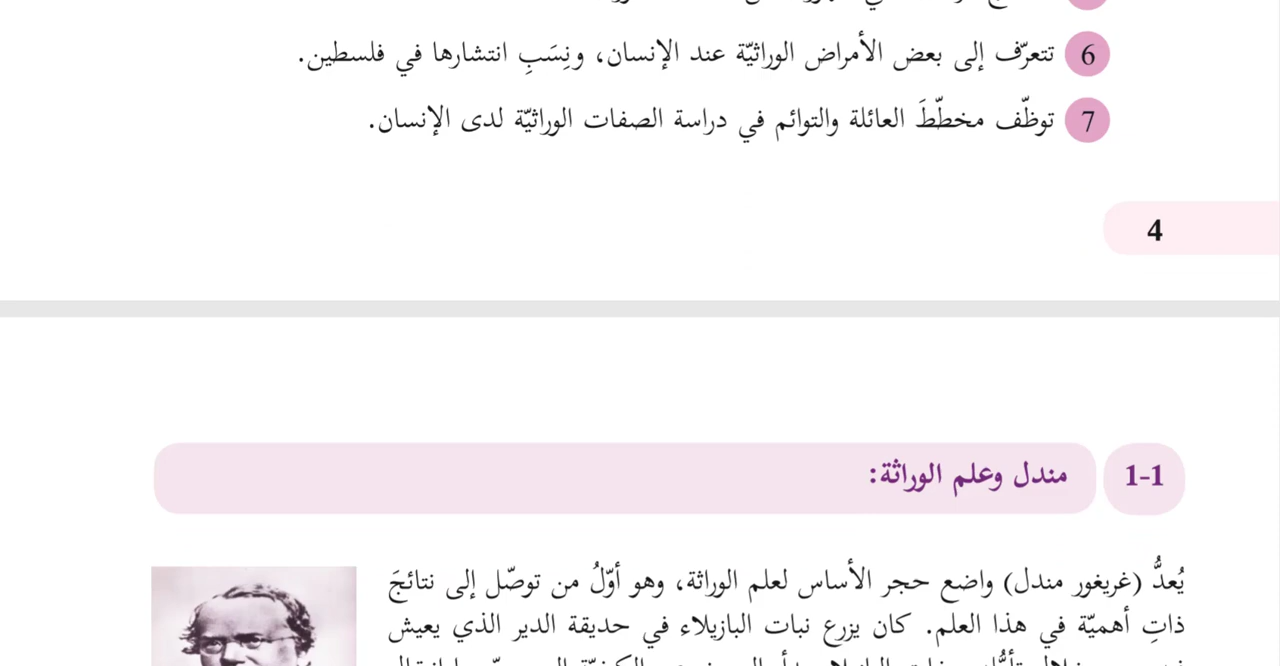 6 تتعرّف إلى بعض الأمراض الوراثيّة عند الإنسان، ونِسَبِ انتشارها في فلسطين.
7 توظّف مخطّطَ العائلة والتوائم في دراسة الصفات الوراثيّة لدى الإنسان.
4
1-1 مندل وعلم الوراثة:
يُعدُّ (غريغور مندل) واضع حجر الأساس لعلم الوراثة، وهو أوّلُ من توصّل إلى نتائجَ
ذاتِ أهميّة في هذا العلم. كان يزرع نبات البازيلاء في حديقة الدير الذي يعيش